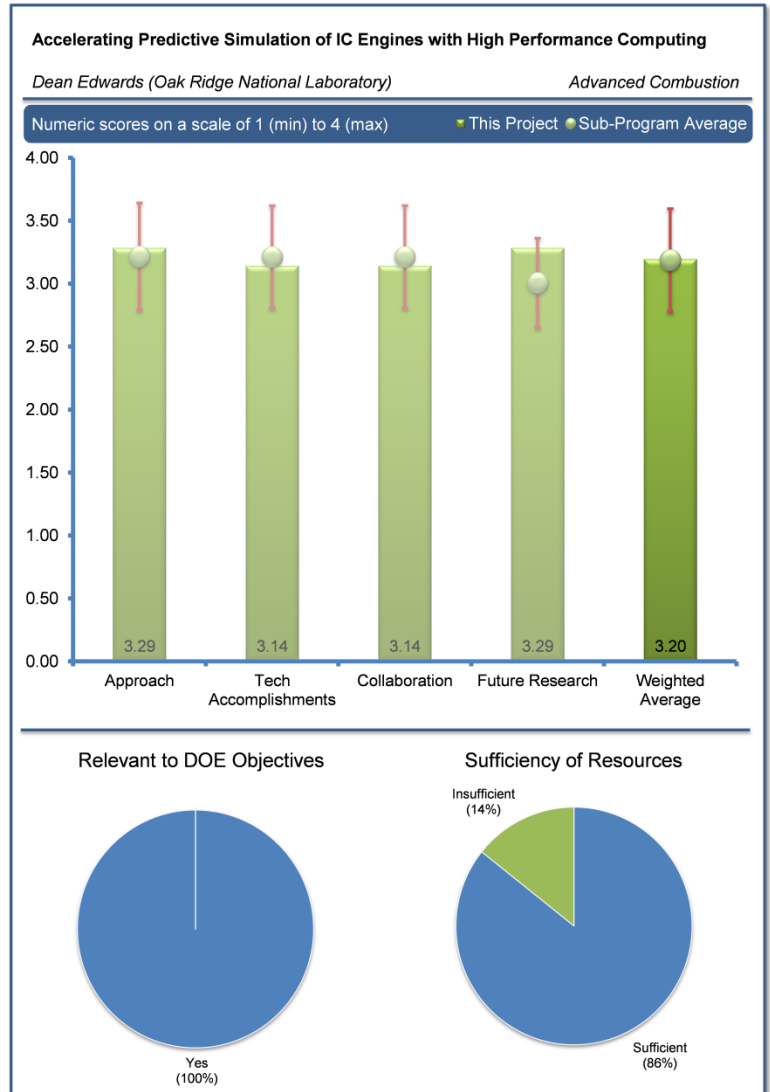 Accelerating Predictive Simulation of IC Engines with High Performance Computing
Dean Edwards (Oak Ridge National Laboratory) Advanced Combustion
Numeric scores on a scale of 1 (min) to 4 (max) This Project Sub-Program Average
4.00
3.50
3.00
2.50
2.00
1.50
1.00
0.50
0.00
3.29 3.14 3.14 3.29 3.20
Approach Tech Collaboration Future Research Weighted
Accomplishments Average
Relevant to DOE Objectives Sufficiency of Resources
Insufficient
(14%)
Yes
(100%)
Sufficient
(86%)